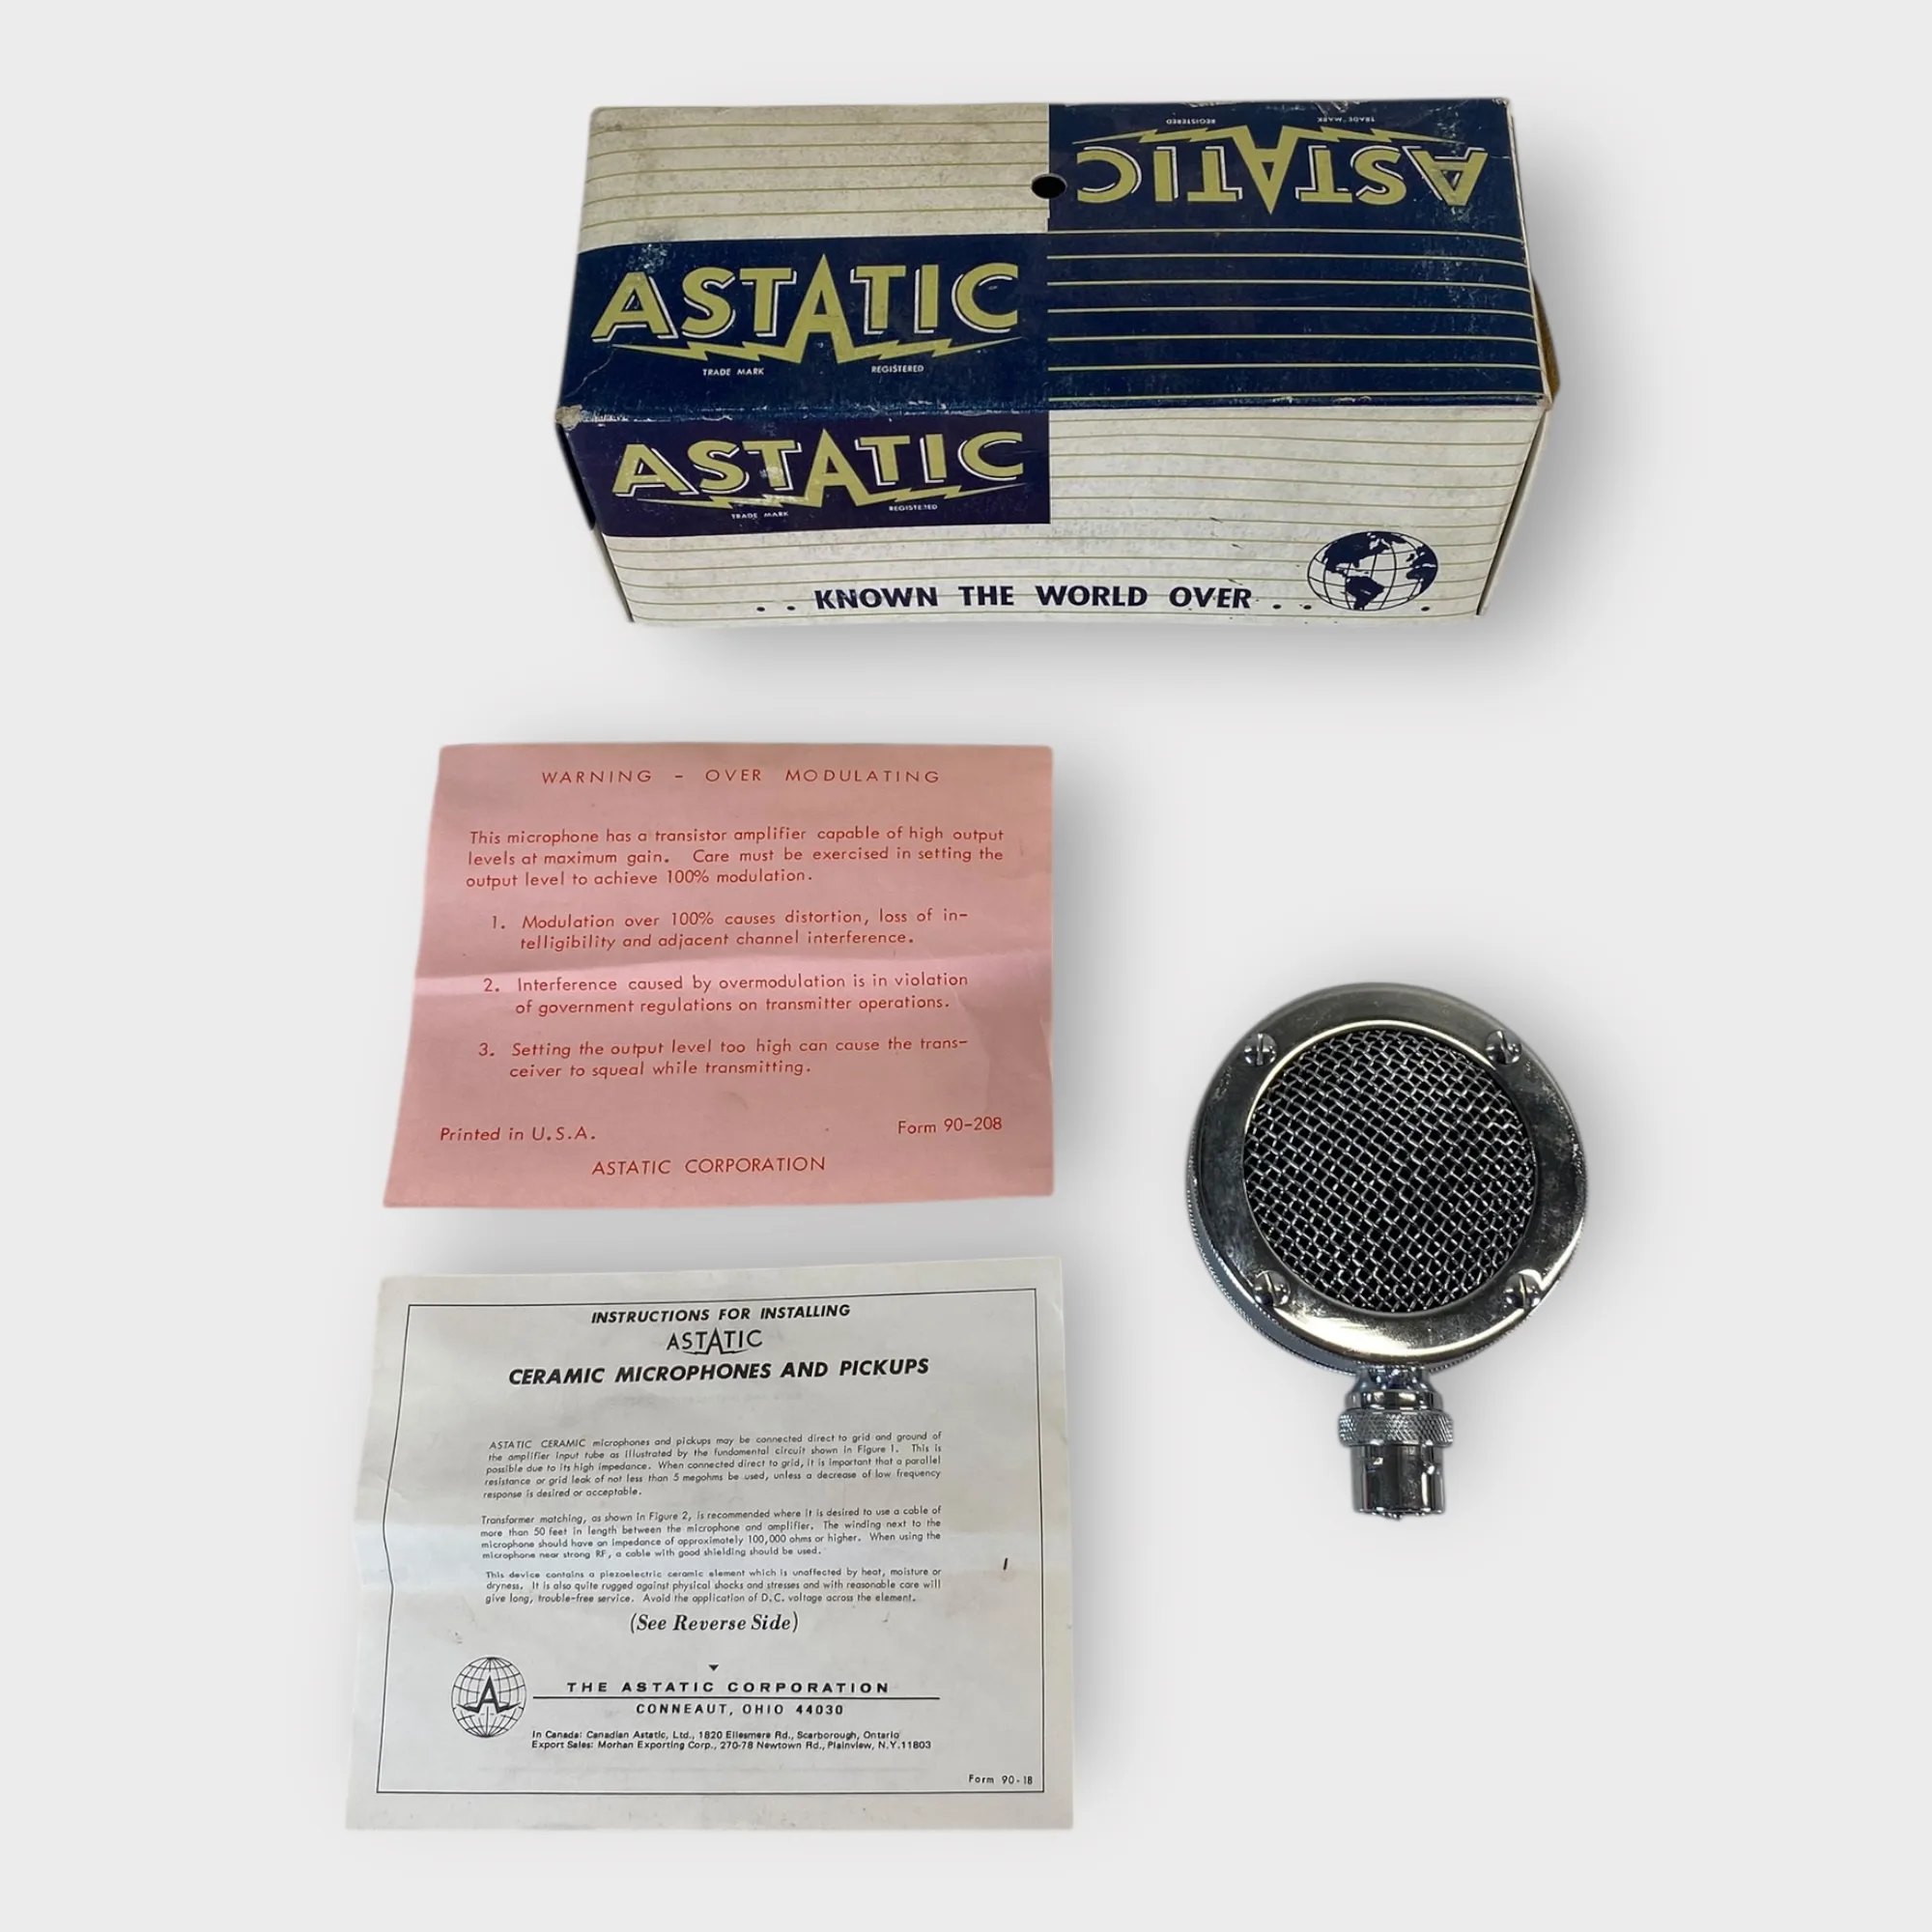 TRADE MARK REGISTERED
ASTATIC
ASTATIC
TRADE MARK REGISTERED
ASTATIC
TRADE MARK REGISTERED
. . KNOWN THE WORLD OVER . . .
WARNING - OVER MODULATING
This microphone has a transistor amplifier capable of high output
levels at maximum gain. Care must be exercised in setting the
output level to achieve 100% modulation.
1. Modulation over 100% causes distortion, loss of in-
telligibility and adjacent channel interference.
2. Interference caused by overmodulation is in violation
of government regulations on transmitter operations.
3. Setting the output level too high can cause the trans-
ceiver to squeal while transmitting.
Printed in U.S.A. Form 90-208
ASTATIC CORPORATION
INSTRUCTIONS FOR INSTALLING
ASTATIC
CERAMIC MICROPHONES AND PICKUPS
ASTATIC CERAMIC microphones and pickups may be connected direct to grid and ground of
the amplifier input tube as illustrated by the fundamental circuit shown in Figure 1. This is
possible due to its high impedance. When connected direct to grid, it is important that a parallel
resistance or grid leak of not less than 5 megohms be used, unless a decrease of low frequency
response is desired or acceptable.
Transformer matching, as shown in Figure 2, is recommended where it is desired to use a cable of
more than 50 feet in length between the microphone and amplifier. The winding next to the
microphone should have an impedance of approximately 100,000 ohms or higher. When using the
microphone near strong RF, a cable with good shielding should be used.
This device contains a piezoelectric ceramic element which is unaffected by heat, moisture or
dryness. It is also quite rugged against physical shocks and stresses and with reasonable care will
give long, trouble-free service. Avoid the application of D.C. voltage across the element.
(See Reverse Side)
A
THE ASTATIC CORPORATION
CONNEAUT, OHIO 44030
In Canada: Canadian Astatic, Ltd., 1820 Ellesmere Rd., Scarborough, Ontario
Export Sales: Morhan Exporting Corp., 270-78 Newtown Rd., Plainview, N.Y. 11803
Form 90-1B